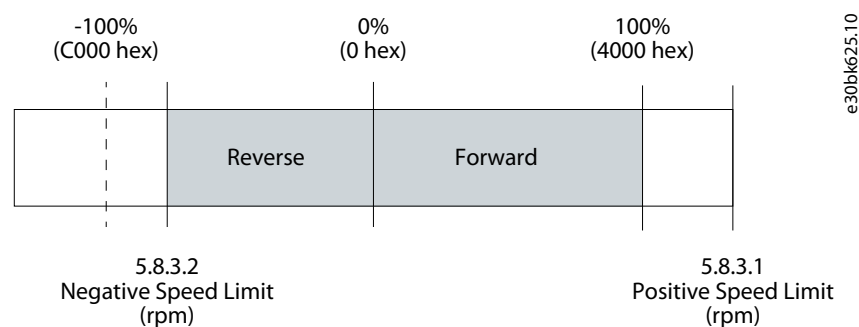 -100%
(C000 hex)
0%
(0 hex)
100%
(4000 hex)
e30bk625.10
Reverse
Forward
5.8.3.2
Negative Speed Limit
(rpm)
5.8.3.1
Positive Speed Limit
(rpm)